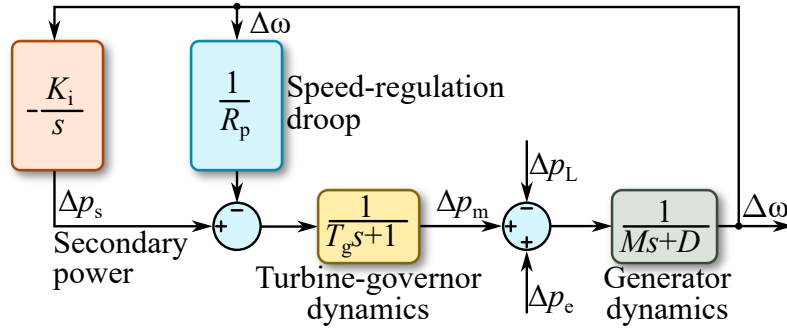 Δω
-K_i/s
1/R_p
Speed-regulation
droop
Δp_s
Secondary
power
−
+
1/(T_g s+1)
Turbine-governor
dynamics
Δp_m
Δp_L
−
+
+
Δp_e
1/(Ms+D)
Generator
dynamics
Δω